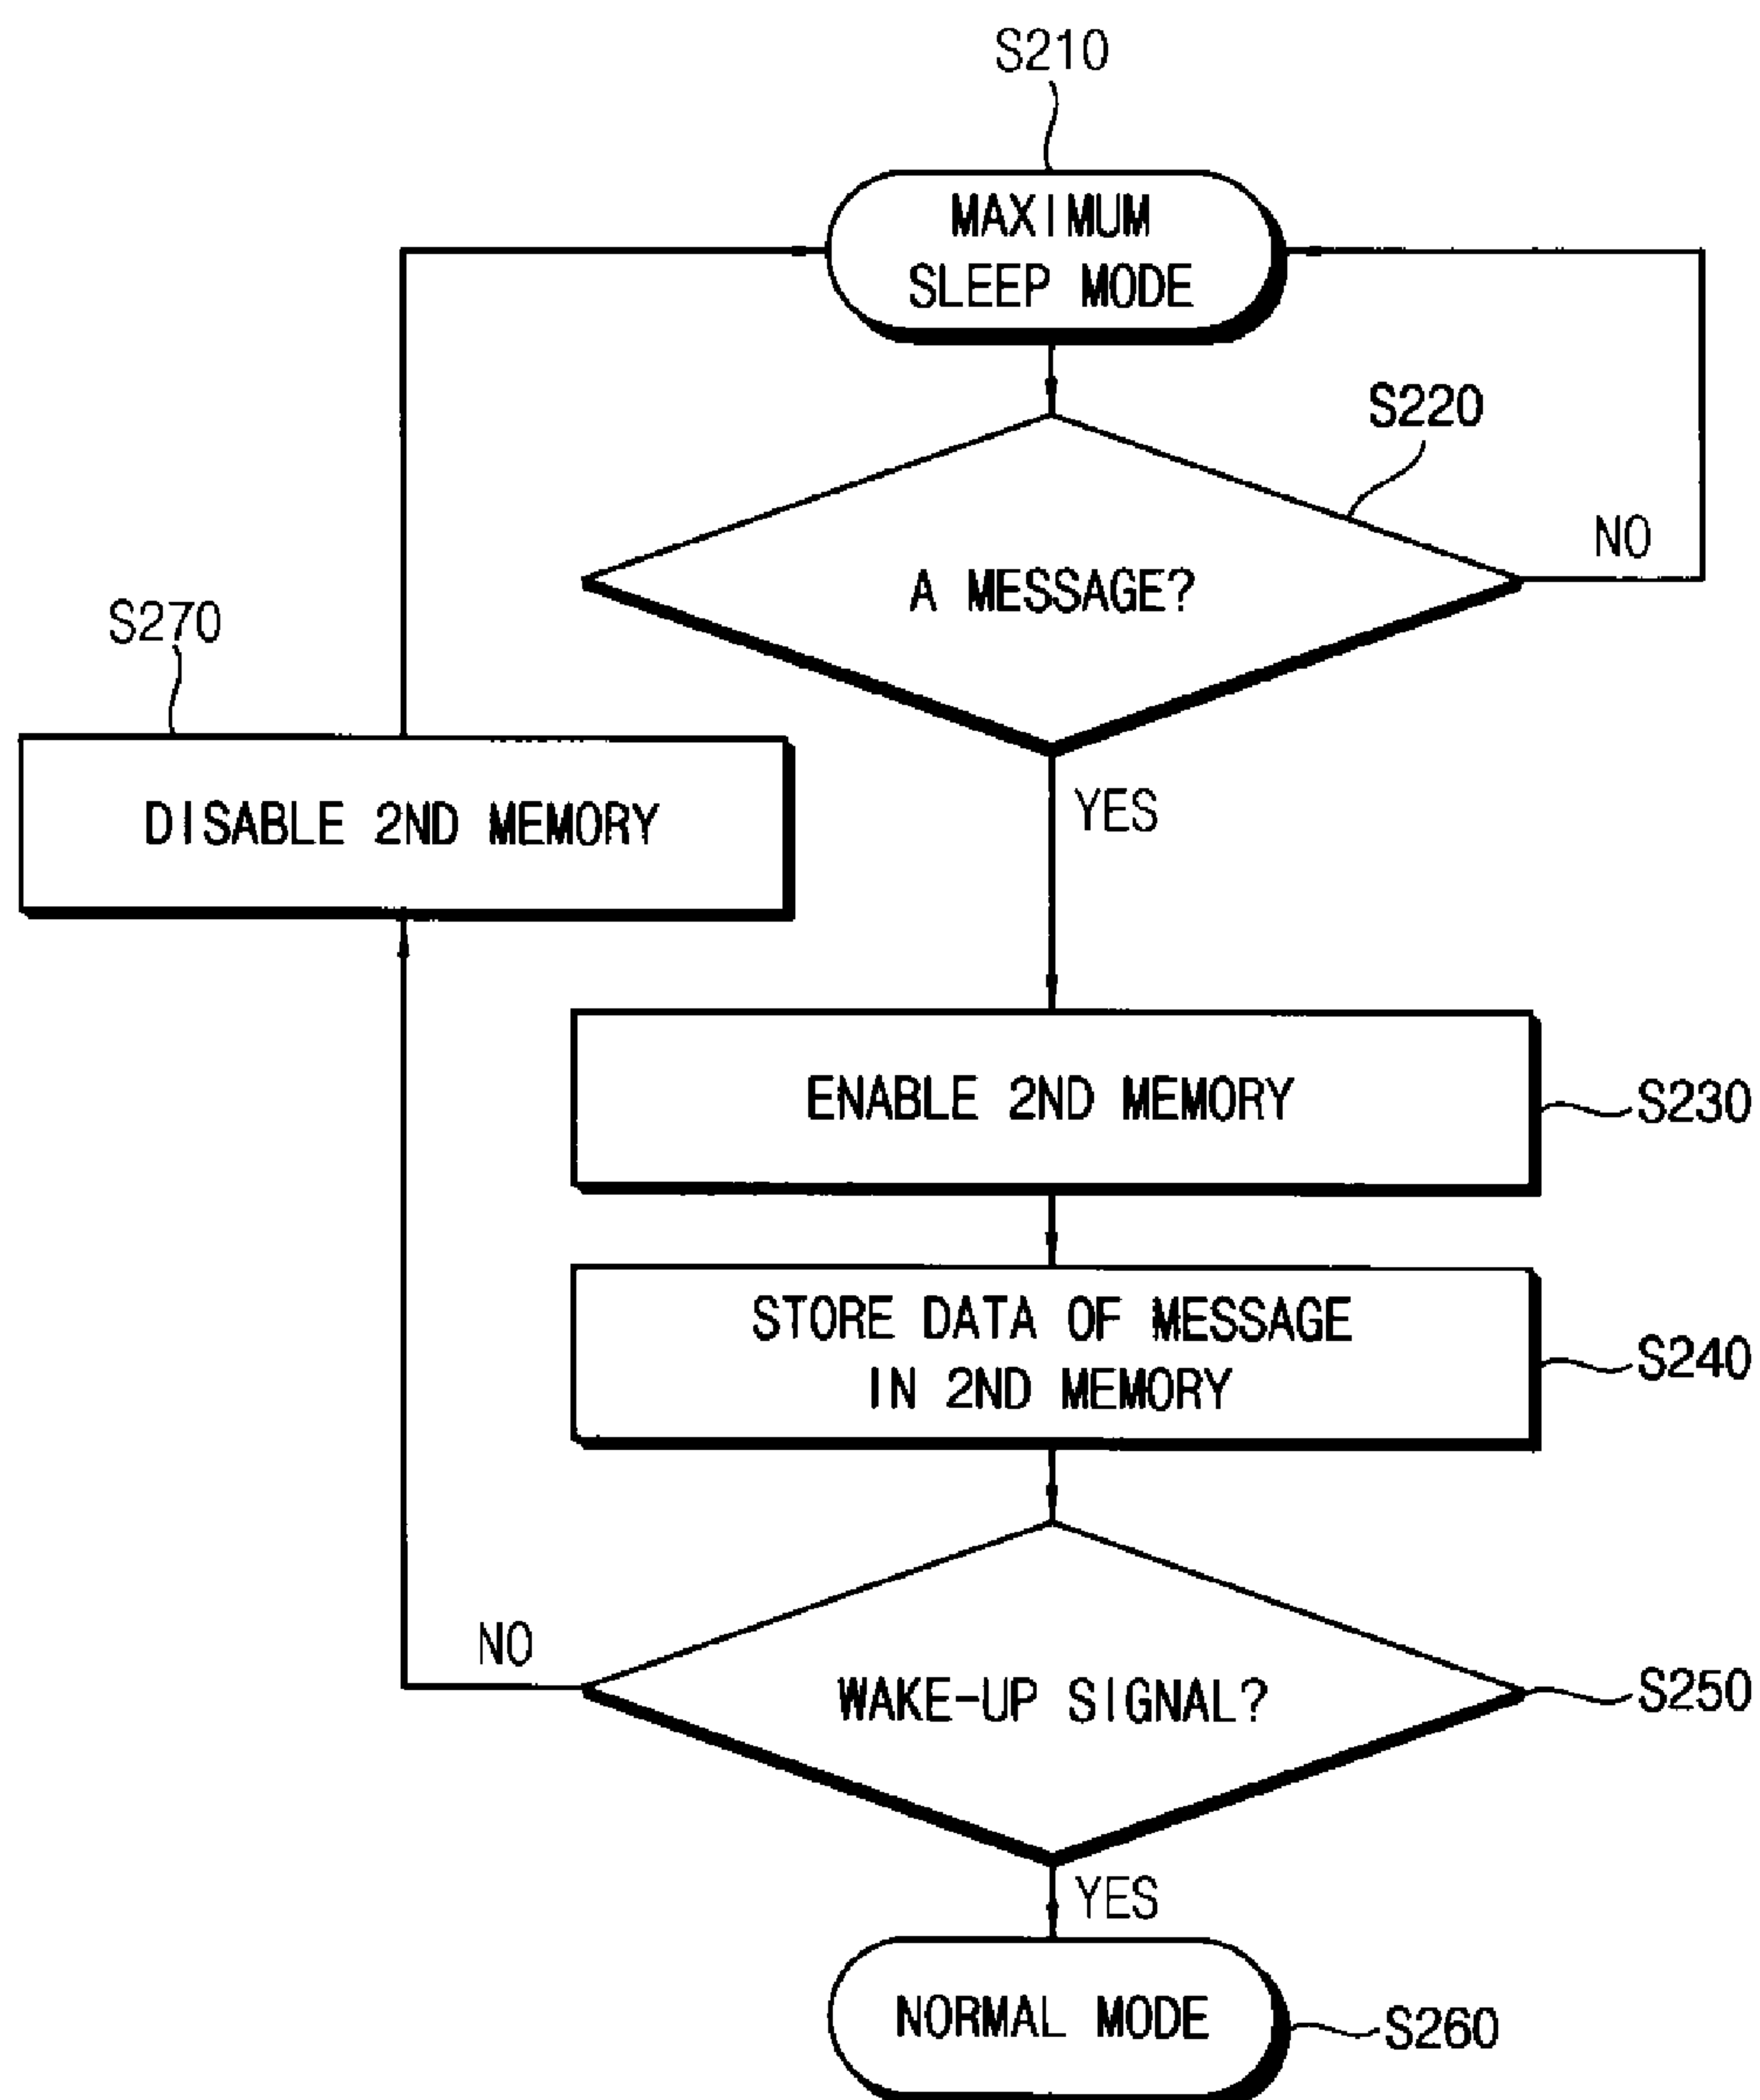 S210
MAXIMUM
SLEEP MODE
S220
NO
A MESSAGE?
S270
DISABLE 2ND MEMORY
YES
ENABLE 2ND MEMORY
S230
STORE DATA OF MESSAGE
IN 2ND MEMORY
S240
NO
WAKE-UP SIGNAL?
S250
YES
NORMAL MODE
S260